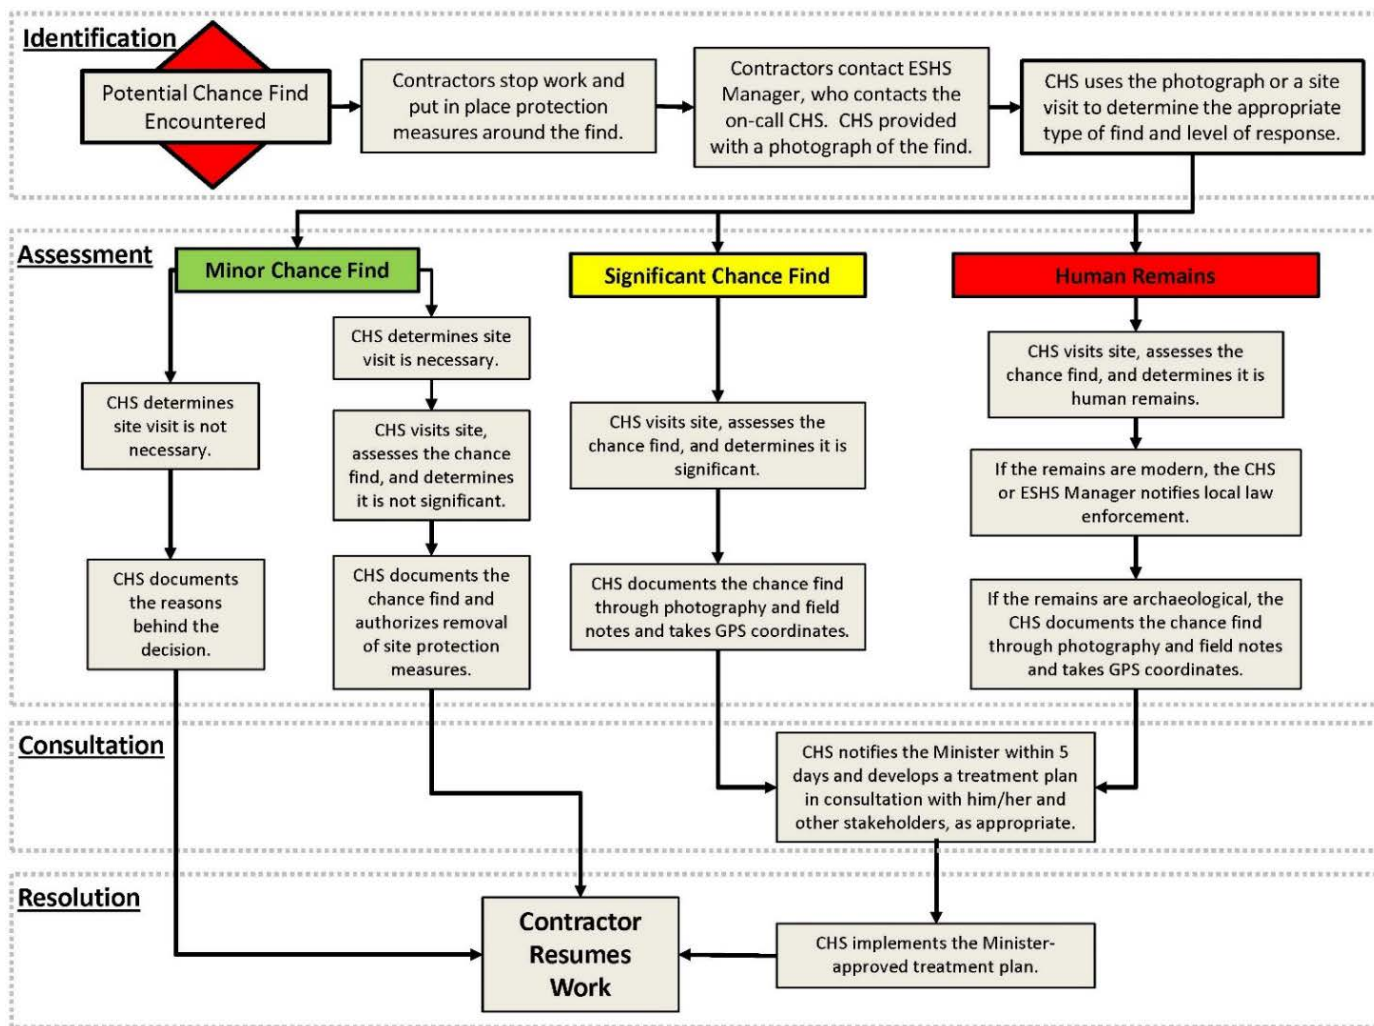 Identification
Potential Chance Find
Encountered
Contractors stop work and
put in place protection
measures around the find.
Contractors contact ESHS
Manager, who contacts the
on-call CHS.  CHS provided
with a photograph of the find.
CHS uses the photograph or a site
visit to determine the appropriate
type of find and level of response.
Assessment
Minor Chance Find
CHS determines
site visit is not
necessary.
CHS documents
the reasons
behind the
decision.
CHS determines site
visit is necessary.
CHS visits site,
assesses the chance
find, and determines
it is not significant.
CHS documents the
chance find and
authorizes removal
of site protection
measures.
Significant Chance Find
CHS visits site, assesses the
chance find, and determines it is
significant.
CHS documents the chance find
through photography and field
notes and takes GPS coordinates.
Human Remains
CHS visits site, assesses the
chance find, and determines it is
human remains.
If the remains are modern, the CHS
or ESHS Manager notifies local law
enforcement.
If the remains are archaeological, the
CHS documents the chance find
through photography and field notes
and takes GPS coordinates.
Consultation
CHS notifies the Minister within 5
days and develops a treatment plan
in consultation with him/her and
other stakeholders, as appropriate.
Resolution
Contractor
Resumes
Work
CHS implements the Minister-
approved treatment plan.